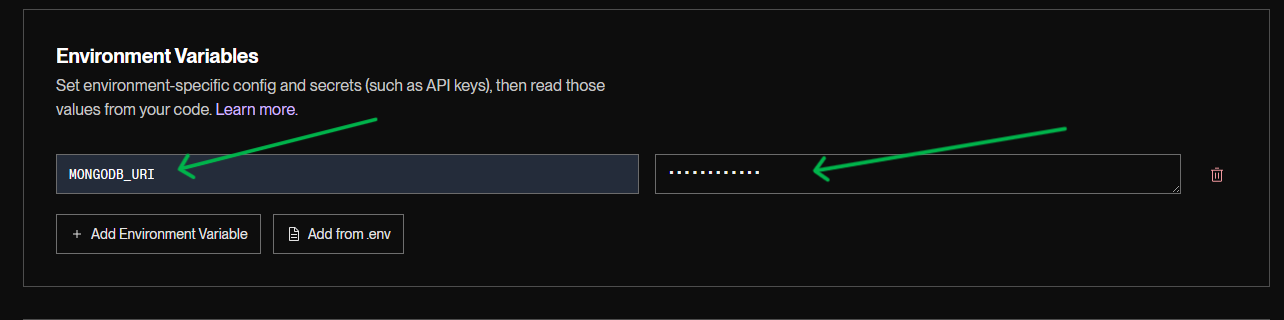 Environment Variables
Set environment-specific config and secrets (such as API keys), then read those
values from your code. Learn more.
MONGODB_URI
············
+ Add Environment Variable
Add from .env